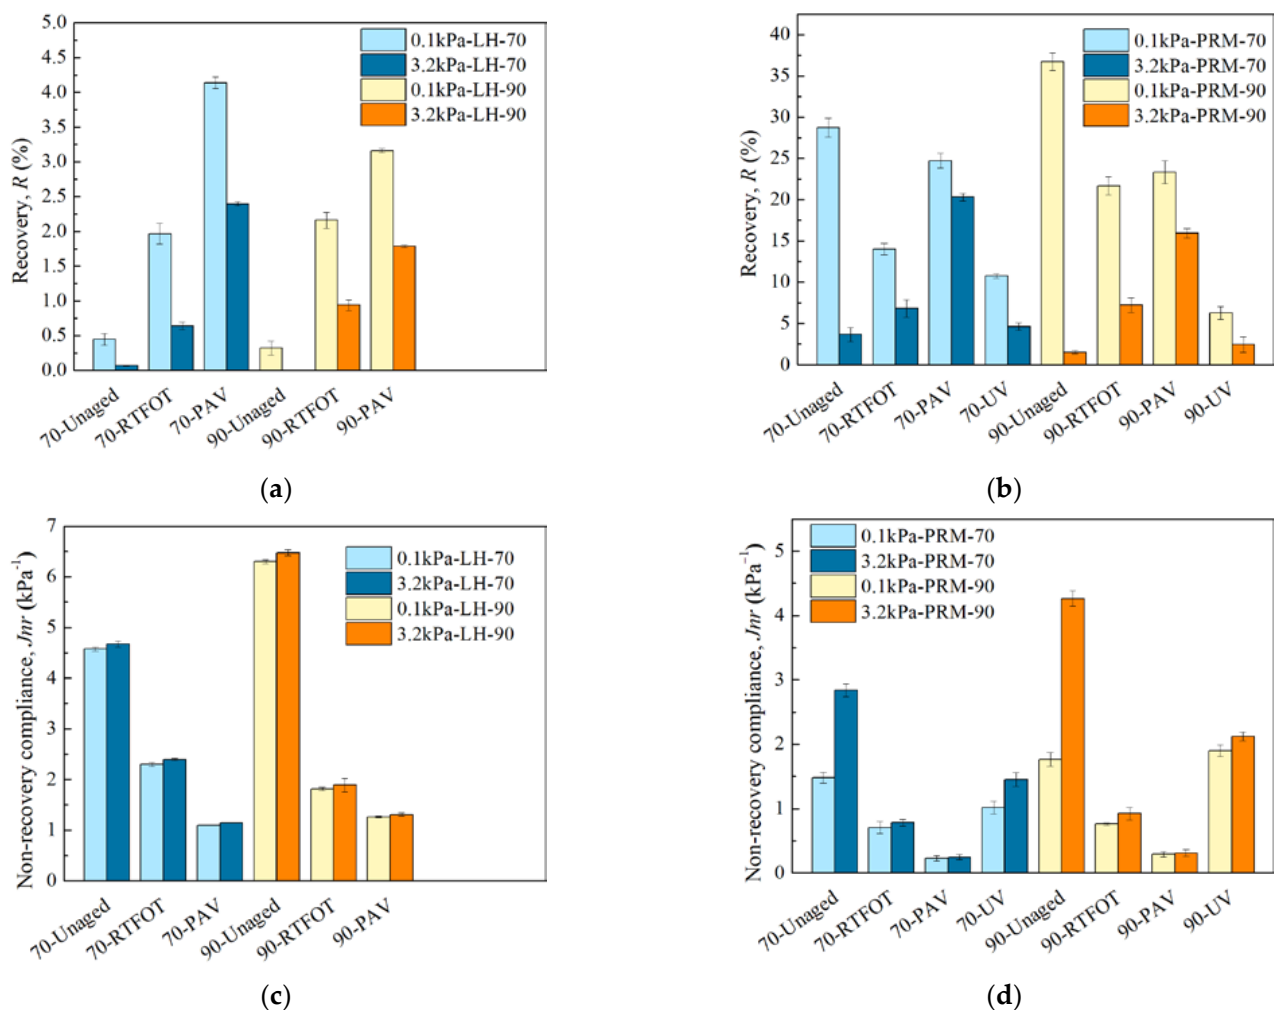 5.0
4.5
4.0
3.5
3.0
2.5
2.0
1.5
1.0
0.5
0.0
Recovery, R (%)
0.1kPa-LH-70
3.2kPa-LH-70
0.1kPa-LH-90
3.2kPa-LH-90
70-Unaged
70-RTFOT
70-PAV
90-Unaged
90-RTFOT
90-PAV
(a)
40
35
30
25
20
15
10
5
0
Recovery, R (%)
0.1kPa-PRM-70
3.2kPa-PRM-70
0.1kPa-PRM-90
3.2kPa-PRM-90
70-Unaged
70-RTFOT
70-PAV
70-UV
90-Unaged
90-RTFOT
90-PAV
90-UV
(b)
7
6
5
4
3
2
1
0
Non-recovery compliance, Jnr (kPa⁻¹)
0.1kPa-LH-70
3.2kPa-LH-70
0.1kPa-LH-90
3.2kPa-LH-90
70-Unaged
70-RTFOT
70-PAV
90-Unaged
90-RTFOT
90-PAV
(c)
5
4
3
2
1
0
Non-recovery compliance, Jnr (kPa⁻¹)
0.1kPa-PRM-70
3.2kPa-PRM-70
0.1kPa-PRM-90
3.2kPa-PRM-90
70-Unaged
70-RTFOT
70-PAV
70-UV
90-Unaged
90-RTFOT
90-PAV
90-UV
(d)